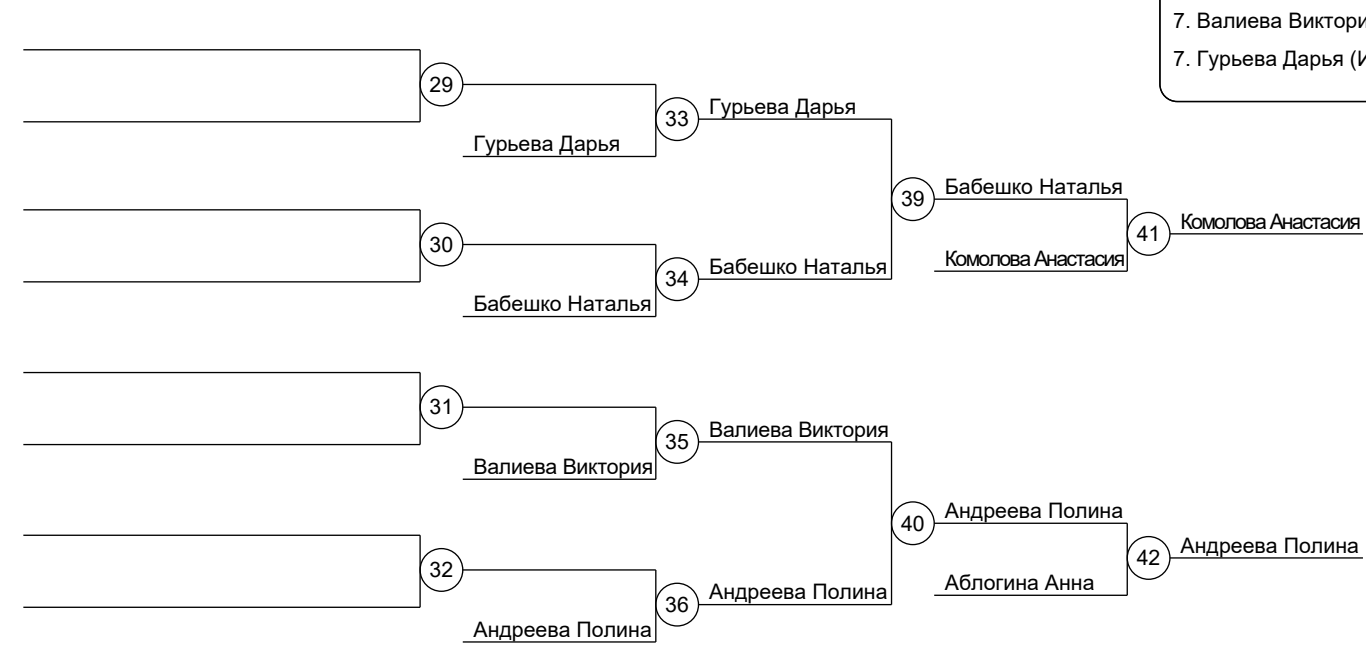 7. Валиева
7. Гурьева Дарья
29
33 Гурьева Дарья
Гурьева Дарья
39 Бабешко Наталья
41 Комолова Анастасия
30
Комолова Анастасия
34 Бабешко Наталья
Бабешко Наталья
31
35 Валиева Виктория
Валиева Виктория
40 Андреева Полина
42 Андреева Полина
32
Аблогина Анна
36 Андреева Полина
Андреева Полина